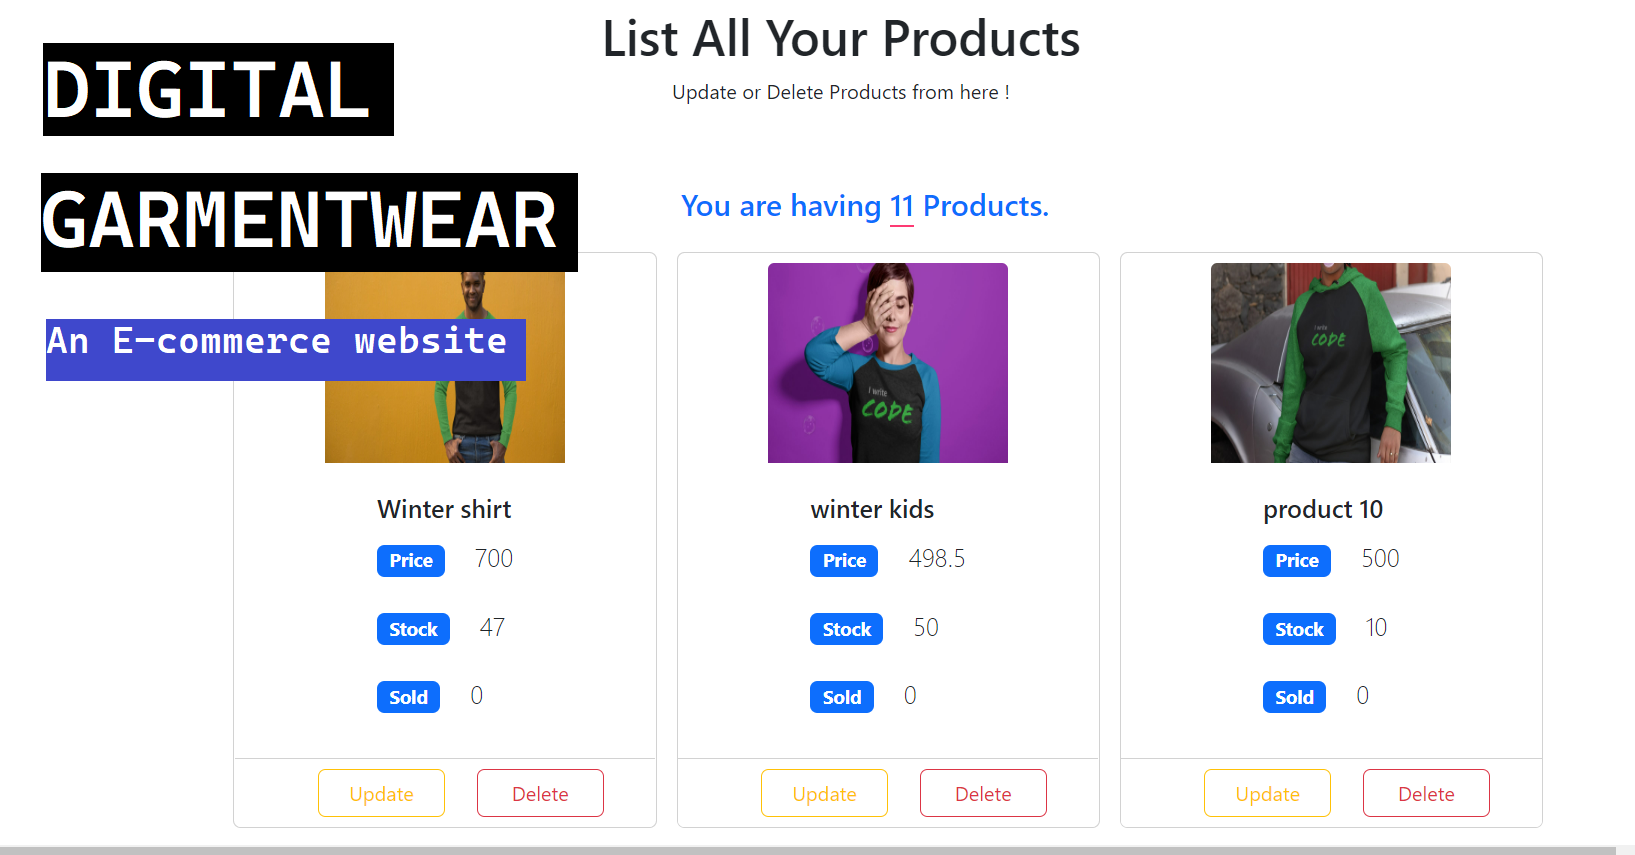 List All Your Products
Update or Delete Products from here !
DIGITAL
GARMENTWEAR
An E-commerce website
You are having 11 Products.
I write
CODE
I write
CODE
Winter shirt
Price 700
Stock 47
Sold 0
Update Delete
winter kids
Price 498.5
Stock 50
Sold 0
Update Delete
product 10
Price 500
Stock 10
Sold 0
Update Delete